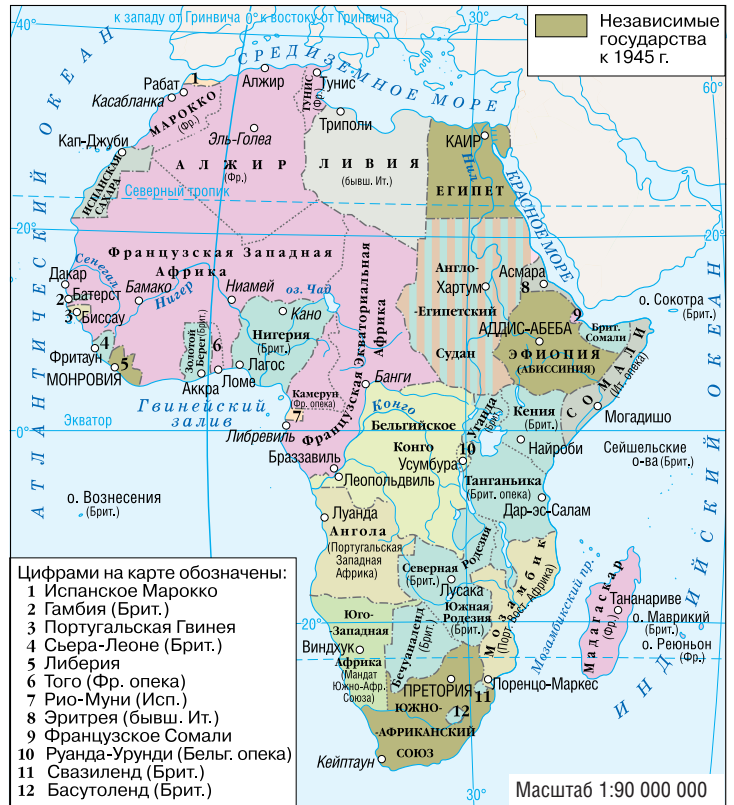 к западу от Гринвича 0° к востоку от Гринвича
30°
Независимые
государства
к 1945 г.
60°
АТЛАНТИЧЕСКИЙ ОКЕАН
СРЕДИЗЕМНОЕ МОРЕ
1
Рабат
Касабланка
МАРОККО
(Фр.)
Алжир
ТУНИС
(Фр.)
Тунис
Триполи
Эль-Голеа
Кап-Джуби
ИСПАНСКАЯ
САХАРА
АЛЖИР
(Фр.)
ЛИВИЯ
(бывш. Ит.)
КАИР
Нил
ЕГИПЕТ
КРАСНОЕ МОРЕ
Северный тропик
20°
20°
Французская Западная
Африка
Французская Экваториальная
Африка
Дакар
Сенегал
2
Батерст
3
Биссау
Бамако
Нигер
Ниамей
оз. Чад
Кано
4
Фритаун
5
МОНРОВИЯ
Золотой
Берег (Брит.)
6
Нигерия
(Брит.)
Лагос
Аккра
Ломе
Англо-
Хартум
-Египетский
Судан
Асмара
8
9
АДДИС-АБЕБА
ЭФИОПИЯ
(АБИССИНИЯ)
Брит.
Сомали
СОМАЛИ
(Ит. опека)
о. Сокотра
(Брит.)
Гвинейский
залив
Камерун
(Фр. опека)
7
Банги
Экватор
0°
0°
Либревиль
Браззавиль
Конго
Бельгийское
Конго
Усумбура
10
Леопольдвиль
Уганда
(Брит.)
Кения
(Брит.)
Найроби
Могадишо
Сейшельские
о-ва (Брит.)
Танганьика
(Брит. опека)
Дар-эс-Салам
о. Вознесения
(Брит.)
Луанда
Ангола
(Португальская
Западная
Африка)
Северная
(Брит.)
Родезия
Лусака
Южная
Родезия
(Брит.)
Мозамбик
(Порт. Вост. Африка)
Мозамбикский пр.
Мадагаскар
(Фр.)
Тананариве
о. Маврикий
(Брит.)
о. Реюньон
(Фр.)
ИНДИЙСКИЙ ОКЕАН
20°
Юго-
-Западная
Виндхук
Африка
(Мандат
Южно-Афр.
Союза)
Бечуаналенд
(Брит.)
ПРЕТОРИЯ
11
Лоренцо-Маркес
12
ЮЖНО-
-АФРИКАНСКИЙ
СОЮЗ
Кейптаун
30°
Цифрами на карте обозначены:
1 Испанское Марокко
2 Гамбия (Брит.)
3 Португальская Гвинея
4 Сьера-Леоне (Брит.)
5 Либерия
6 Того (Фр. опека)
7 Рио-Муни (Исп.)
8 Эритрея (бывш. Ит.)
9 Французское Сомали
10 Руанда-Урунди (Бельг. опека)
11 Свазиленд (Брит.)
12 Басутоленд (Брит.)
Масштаб 1:90 000 000